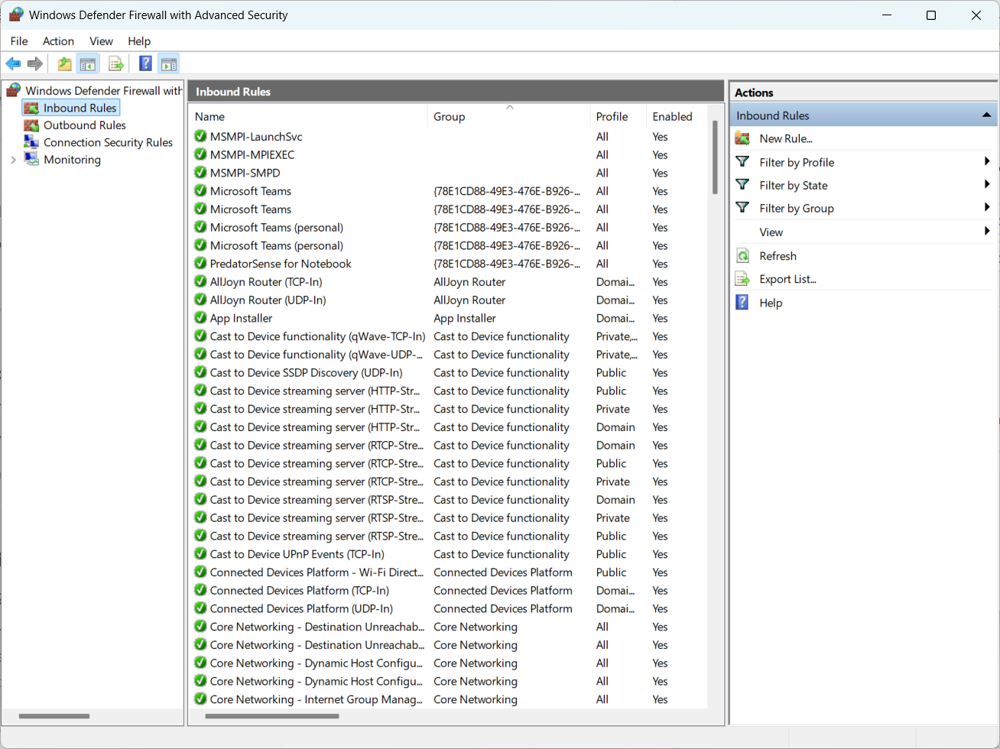 Windows Defender Firewall with Advanced Security
File Action View Help
Windows Defender Firewall with
Inbound Rules
Outbound Rules
Connection Security Rules
Monitoring
Inbound Rules
Name Group Profile Enabled
MSMPI-LaunchSvc All Yes
MSMPI-MPIEXEC All Yes
MSMPI-SMPD All Yes
Microsoft Teams {78E1CD88-49E3-476E-B926-... All Yes
Microsoft Teams {78E1CD88-49E3-476E-B926-... All Yes
Microsoft Teams (personal) {78E1CD88-49E3-476E-B926-... All Yes
Microsoft Teams (personal) {78E1CD88-49E3-476E-B926-... All Yes
PredatorSense for Notebook {78E1CD88-49E3-476E-B926-... All Yes
AllJoyn Router (TCP-In) AllJoyn Router Domai... Yes
AllJoyn Router (UDP-In) AllJoyn Router Domai... Yes
App Installer App Installer Domai... Yes
Cast to Device functionality (qWave-TCP-In) Cast to Device functionality Private,... Yes
Cast to Device functionality (qWave-UDP-... Cast to Device functionality Private,... Yes
Cast to Device SSDP Discovery (UDP-In) Cast to Device functionality Public Yes
Cast to Device streaming server (HTTP-Str... Cast to Device functionality Public Yes
Cast to Device streaming server (HTTP-Str... Cast to Device functionality Private Yes
Cast to Device streaming server (HTTP-Str... Cast to Device functionality Domain Yes
Cast to Device streaming server (RTCP-Stre... Cast to Device functionality Domain Yes
Cast to Device streaming server (RTCP-Stre... Cast to Device functionality Public Yes
Cast to Device streaming server (RTCP-Stre... Cast to Device functionality Private Yes
Cast to Device streaming server (RTSP-Stre... Cast to Device functionality Domain Yes
Cast to Device streaming server (RTSP-Stre... Cast to Device functionality Private Yes
Cast to Device streaming server (RTSP-Stre... Cast to Device functionality Public Yes
Cast to Device UPnP Events (TCP-In) Cast to Device functionality Public Yes
Connected Devices Platform - Wi-Fi Direct... Connected Devices Platform Public Yes
Connected Devices Platform (TCP-In) Connected Devices Platform Domai... Yes
Connected Devices Platform (UDP-In) Connected Devices Platform Domai... Yes
Core Networking - Destination Unreachab... Core Networking All Yes
Core Networking - Destination Unreachab... Core Networking All Yes
Core Networking - Dynamic Host Configu... Core Networking All Yes
Core Networking - Dynamic Host Configu... Core Networking All Yes
Core Networking - Internet Group Manag... Core Networking All Yes
Actions
Inbound Rules
New Rule...
Filter by Profile
Filter by State
Filter by Group
View
Refresh
Export List...
Help